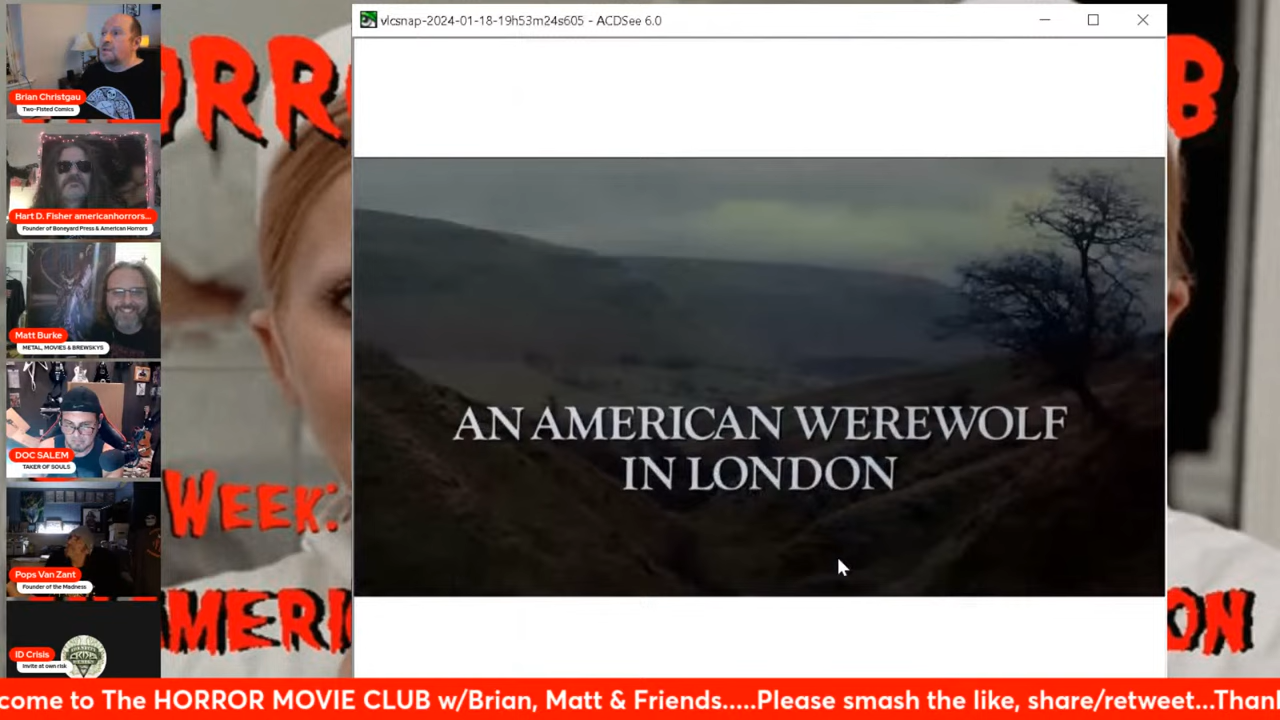 vlcsnap-2024-01-18-19h53m24s605 - ACDSee 6.0
Brian Christgau
Two-Fisted Comics
Hart D. Fisher americanhorrors...
Founder of Boneyard Press & American Horrors
Matt Burke
METAL, MOVIES & BREWSKYS
DOC SALEM
TAKER OF SOULS
Pops Van Zant
Founder of the Madness
ID Crisis
Invite at own risk
ORR
B
WEEK:
AMERI
ON
AN AMERICAN WEREWOLF
IN LONDON
come to The HORROR MOVIE CLUB w/Brian, Matt & Friends.....Please smash the like, share/retweet...Than